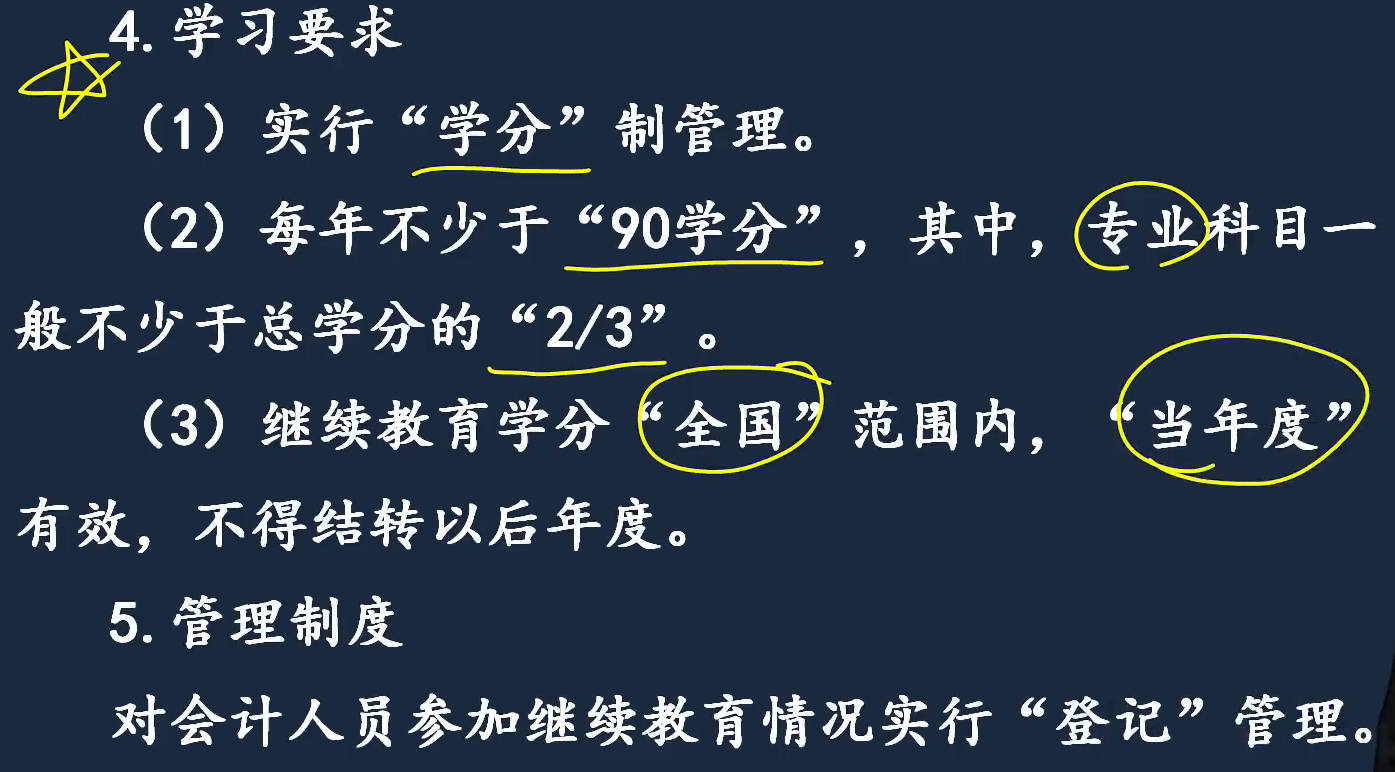 4. 学习要求
（1）实行“学分”制管理。
（2）每年不少于“90学分”，其中，专业科目一
般不少于总学分的“2/3”。
（3）继续教育学分“全国”范围内，“当年度”
有效，不得结转以后年度。
5. 管理制度
对会计人员参加继续教育情况实行“登记”管理。